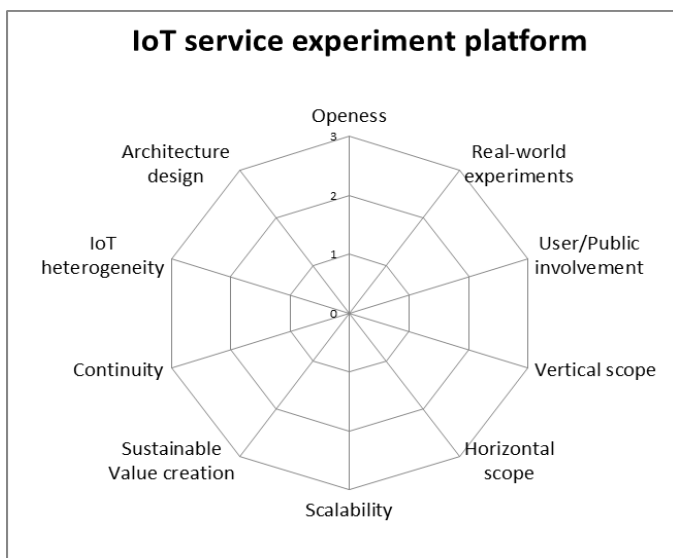 IoT service experiment platform
Openess
Architecture
design
Real-world
experiments
3
2
1
0
IoT
heterogeneity
User/Public
involvement
Continuity
Vertical scope
Sustainable
Value creation
Horizontal
scope
Scalability